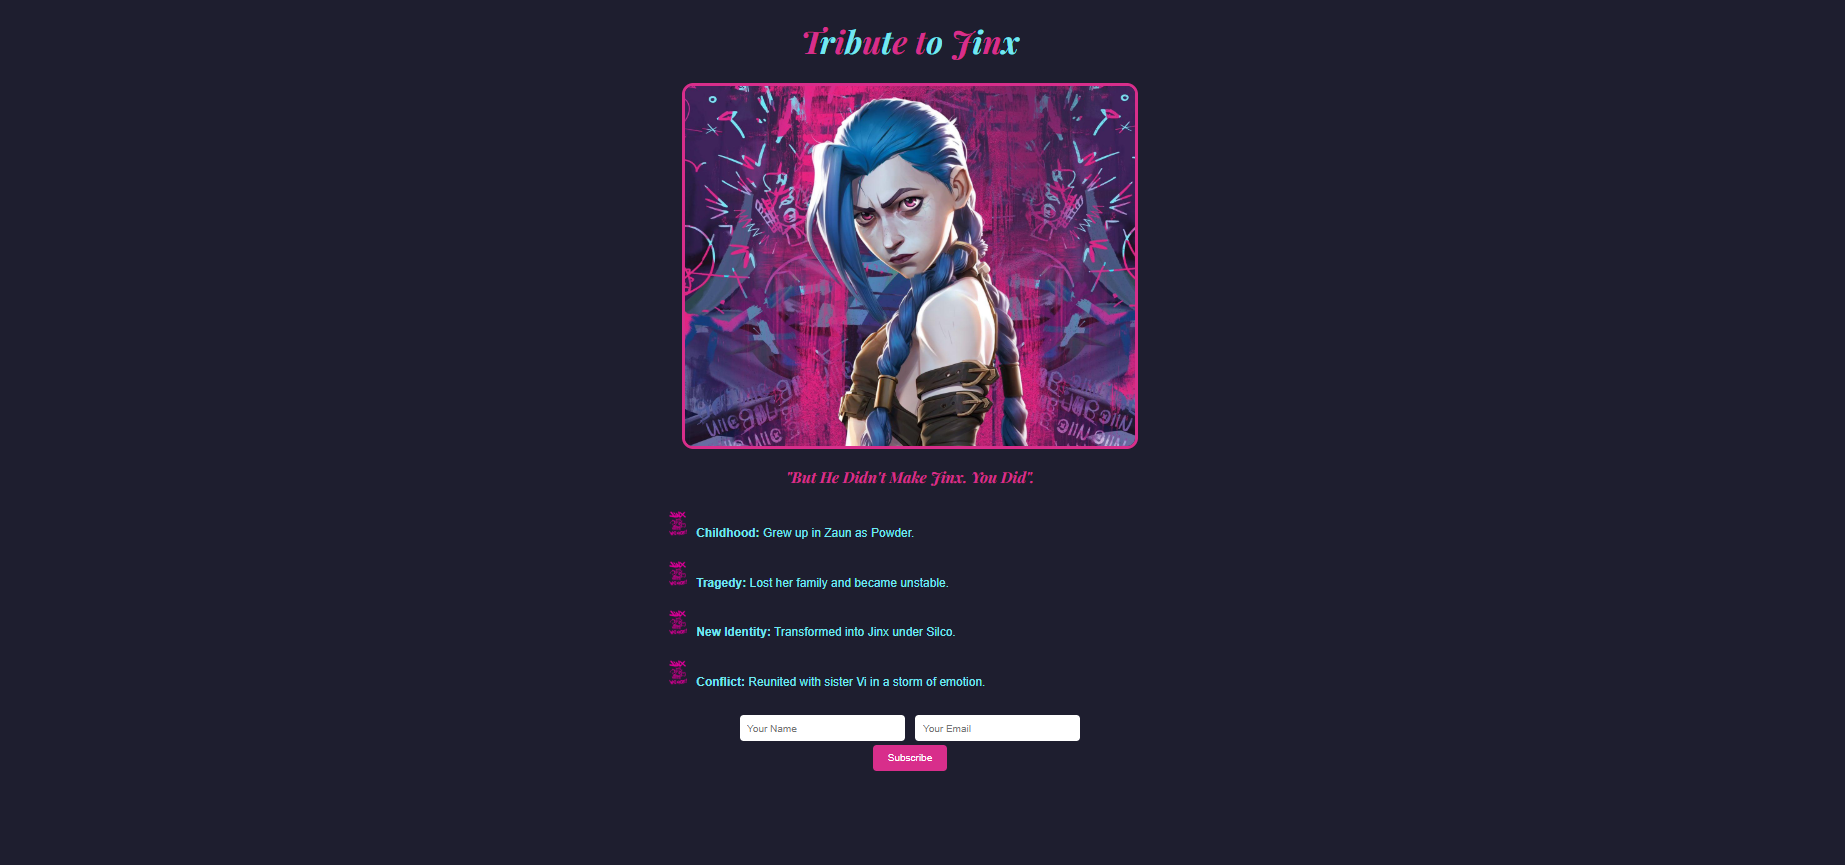 Tribute to Jinx
"But He Didn't Make Jinx. You Did".
Childhood: Grew up in Zaun as Powder.
Tragedy: Lost her family and became unstable.
New Identity: Transformed into Jinx under Silco.
Conflict: Reunited with sister Vi in a storm of emotion.
Your Name Your Email
Subscribe